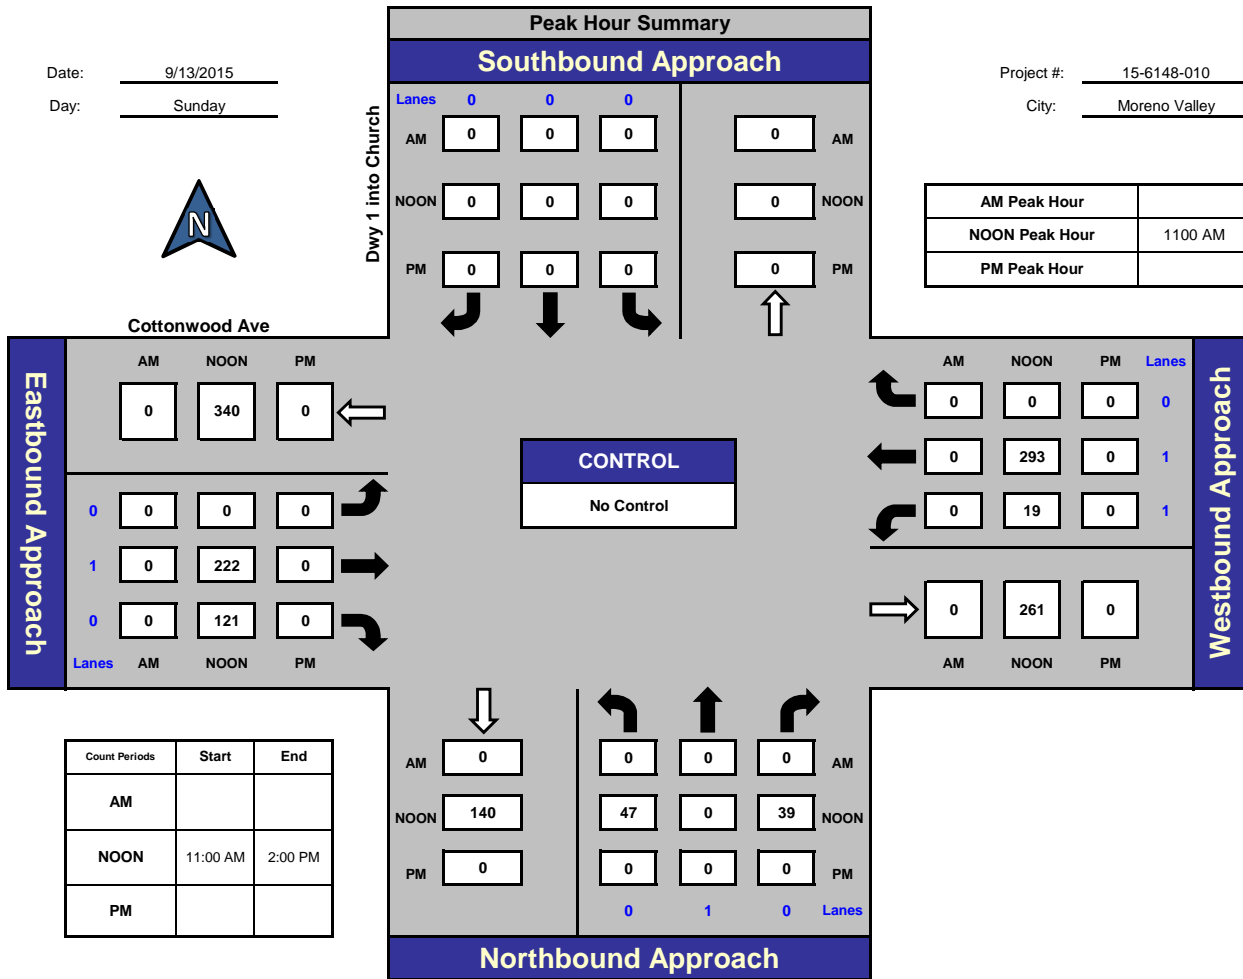 Peak Hour Summary
Southbound Approach
Date: 9/13/2015
Day: Sunday
Project #: 15-6148-010
City: Moreno Valley
N
Dwy 1 into Church
Lanes 0 0 0
AM 0 0 0 0 AM
NOON 0 0 0 0 NOON
PM 0 0 0 0 PM
AM Peak Hour
NOON Peak Hour 1100 AM
PM Peak Hour
Cottonwood Ave
Eastbound Approach
AM NOON PM
0 340 0
0 0 0 0
1 0 222 0
0 0 121 0
Lanes AM NOON PM
CONTROL
No Control
AM NOON PM Lanes
0 0 0 0
0 293 0 1
0 19 0 1
0 261 0
AM NOON PM
Westbound Approach
Count Periods Start End
AM
NOON 11:00 AM 2:00 PM
PM
AM 0 0 0 0 AM
NOON 140 47 0 39 NOON
PM 0 0 0 0 PM
0 1 0 Lanes
Northbound Approach